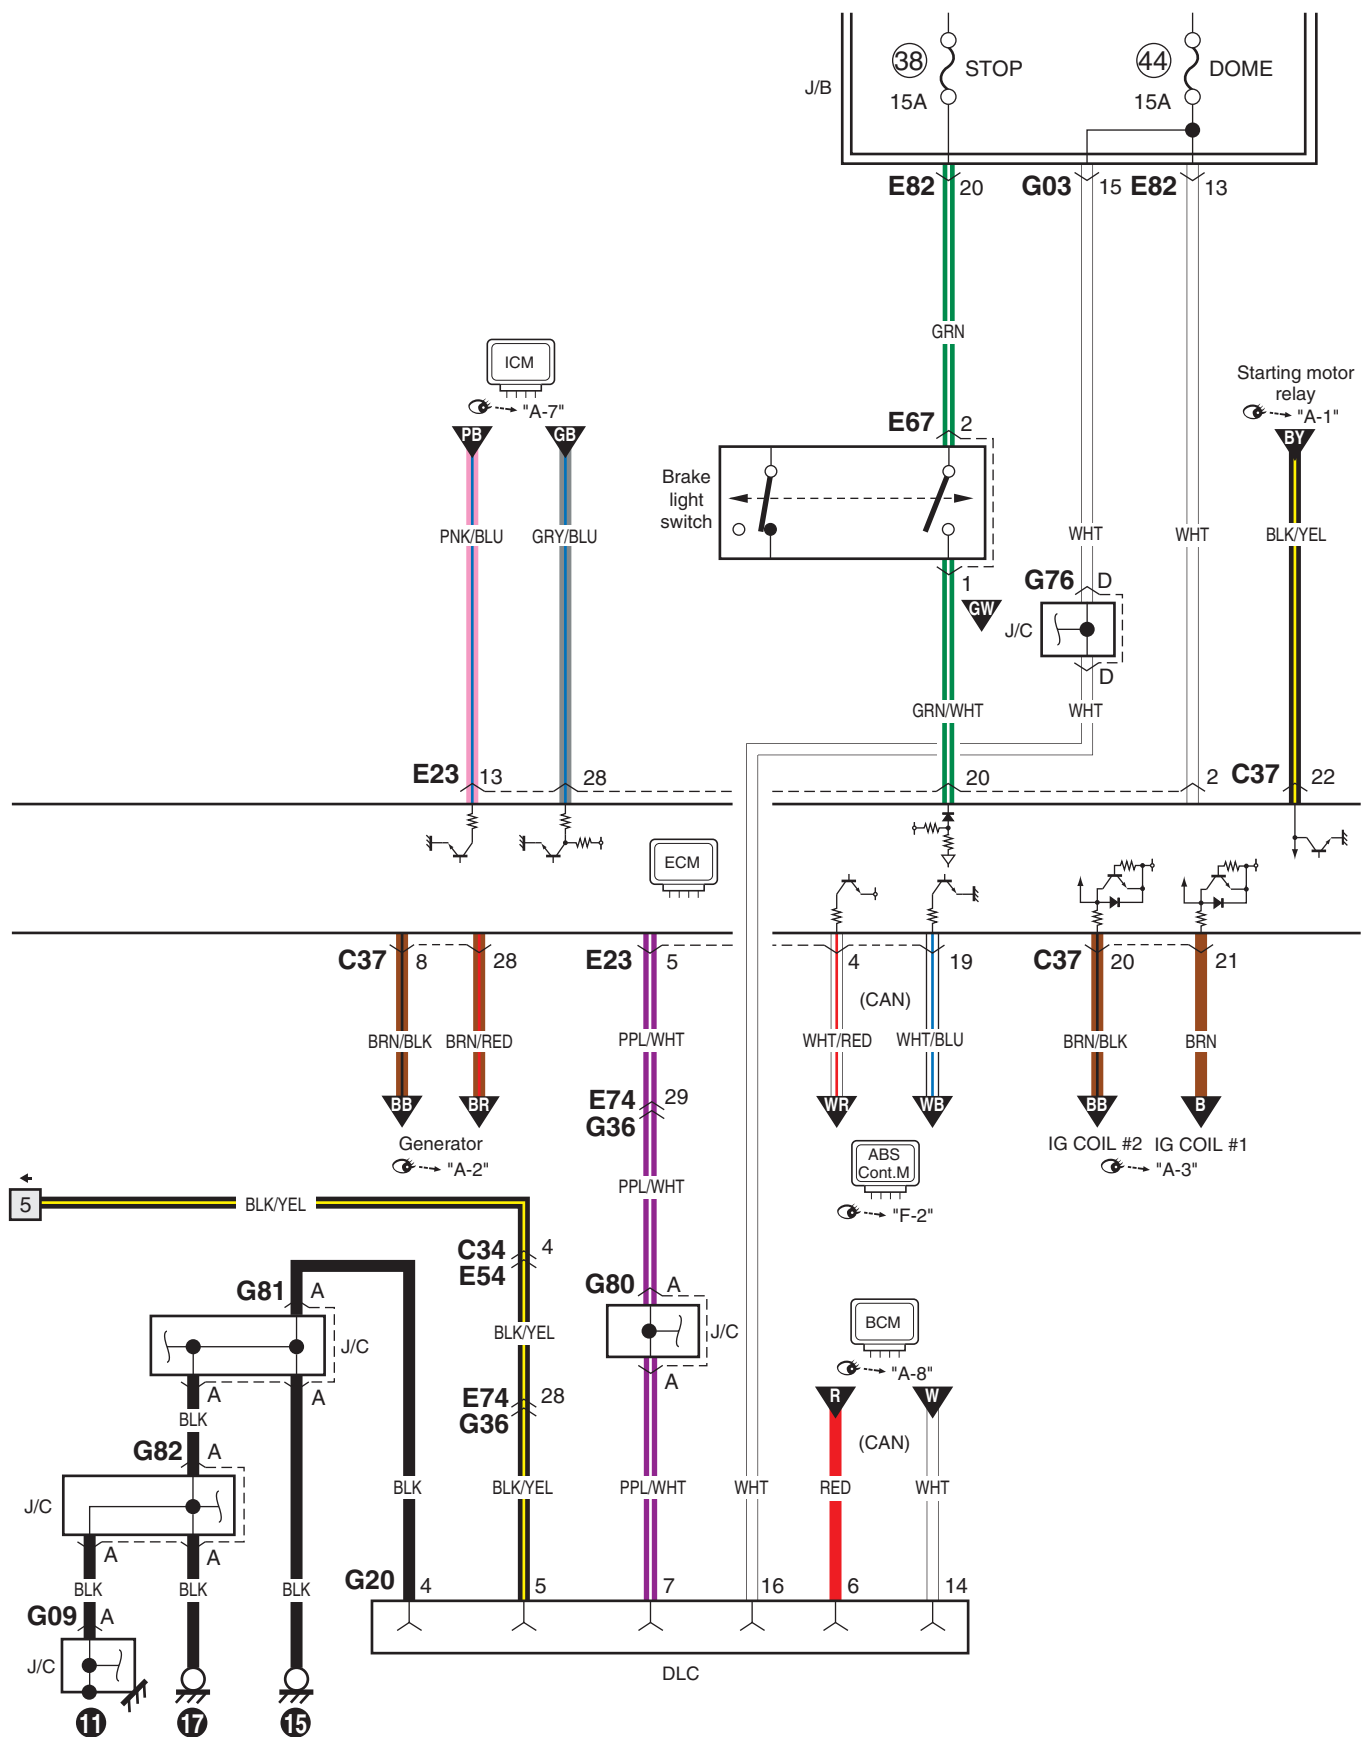 38 STOP 44 DOME
J/B 15A 15A
E82 20 G03 15 E82 13
GRN
ICM
"A-7"
Starting motor
relay
"A-1"
PB GB E67 2 BY
Brake
light
switch
PNK/BLU GRY/BLU WHT WHT BLK/YEL
1 G76 D
GW J/C
D
GRN/WHT WHT
E23 13 28 20 2 C37 22
ECM
C37 8 28 E23 5 4 19 C37 20 21
(CAN)
BRN/BLK BRN/RED PPL/WHT WHT/RED WHT/BLU BRN/BLK BRN
E74 29
G36
BB BR WR WB BB B
Generator
"A-2"
IG COIL #2 IG COIL #1
"A-3"
ABS
Cont.M
"F-2"
PPL/WHT
5 BLK/YEL
C34 4
E54
G81 A G80 A
BLK/YEL
J/C J/C
BCM
"A-8"
A A A
E74 28
G36
R W
BLK
(CAN)
G82 A
J/C
BLK BLK/YEL PPL/WHT WHT RED WHT
A A
BLK BLK BLK
G20 4 5 7 16 6 14
G09 A
J/C
DLC
11 17 15